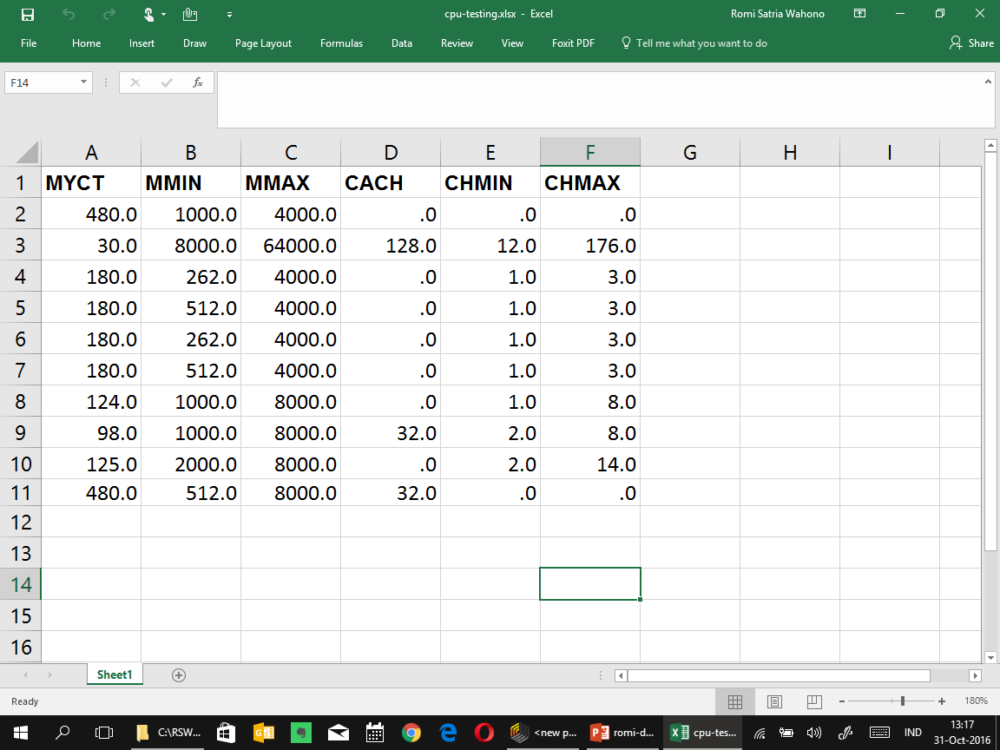 cpu-testing.xlsx - Excel
Romi Satria Wahono
File Home Insert Draw Page Layout Formulas Data Review View Foxit PDF Tell me what you want to do Share
F14 fx
A B C D E F G H I
1 MYCT MMIN MMAX CACH CHMIN CHMAX
2 480.0 1000.0 4000.0 .0 .0 .0
3 30.0 8000.0 64000.0 128.0 12.0 176.0
4 180.0 262.0 4000.0 .0 1.0 3.0
5 180.0 512.0 4000.0 .0 1.0 3.0
6 180.0 262.0 4000.0 .0 1.0 3.0
7 180.0 512.0 4000.0 .0 1.0 3.0
8 124.0 1000.0 8000.0 .0 1.0 8.0
9 98.0 1000.0 8000.0 32.0 2.0 8.0
10 125.0 2000.0 8000.0 .0 2.0 14.0
11 480.0 512.0 8000.0 32.0 .0 .0
12
13
14
15
16
Sheet1
Ready 180%
C:\RSW... <new p... romi-d... cpu-tes... IND 13:17
31-Oct-2016